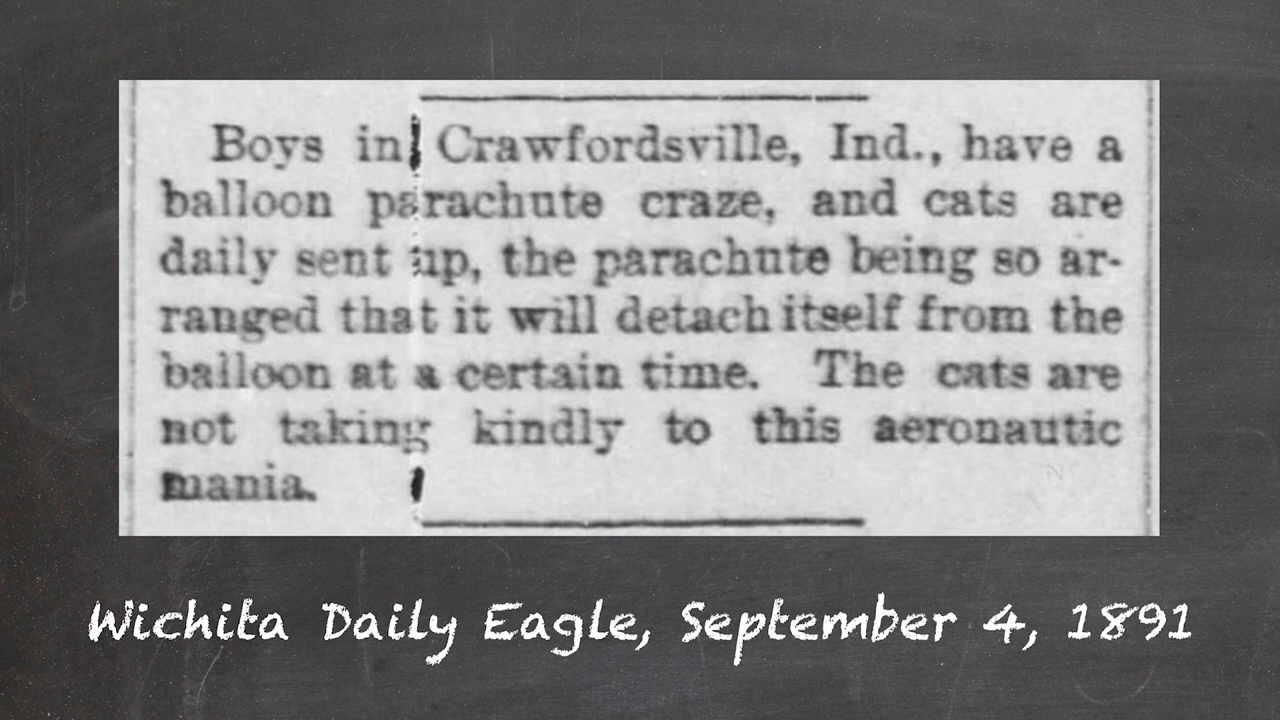 Boys in Crawfordsville, Ind., have a
balloon parachute craze, and cats are
daily sent up, the parachute being so ar-
ranged that it will detach itself from the
balloon at a certain time. The cats are
not taking kindly to this aeronautic
mania.
Wichita Daily Eagle, September 4, 1891